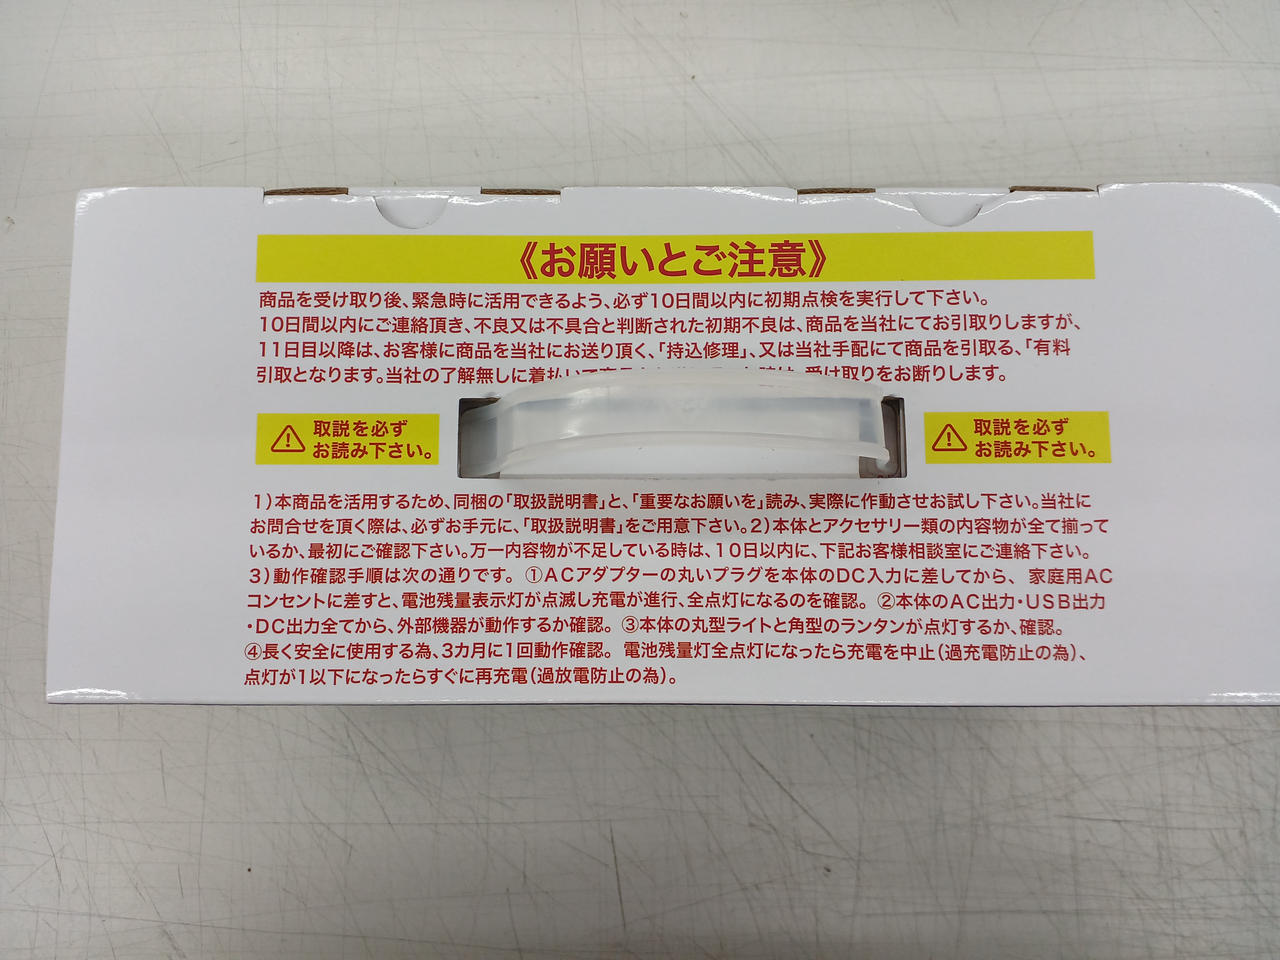 《お願いとご注意》
商品を受け取り後、緊急時に活用できるよう、必ず10日間以内に初期点検を実行して下さい。
10日間以内にご連絡頂き、不良又は不具合と判断された初期不良は、商品を当社にてお引取りしますが、
11日目以降は、お客様に商品を当社にお送り頂く、「持込修理」、又は当社手配にて商品を引取る、「有料
引取となります。当社の了解無しに着払いで 受け取りをお断りします。
取説を必ず
お読み下さい。
取説を必ず
お読み下さい。
1)本商品を活用するため、同梱の「取扱説明書」と、「重要なお願いを」読み、実際に作動させお試し下さい。当社に
お問合せを頂く際は、必ずお手元に、「取扱説明書」をご用意下さい。2)本体とアクセサリー類の内容物が全て揃って
いるか、最初にご確認下さい。万一内容物が不足している時は、10日以内に、下記お客様相談室にご連絡下さい。
3)動作確認手順は次の通りです。①ACアダプターの丸いプラグを本体のDC入力に差してから、家庭用AC
コンセントに差すと、電池残量表示灯が点滅し充電が進行、全点灯になるのを確認。②本体のAC出力・USB出力
・DC出力全てから、外部機器が動作するか確認。③本体の丸型ライトと角型のランタンが点灯するか、確認。
④長く安全に使用する為、3カ月に1回動作確認。電池残量灯全点灯になったら充電を中止(過充電防止の為)、
点灯が1以下になったらすぐに再充電(過放電防止の為)。